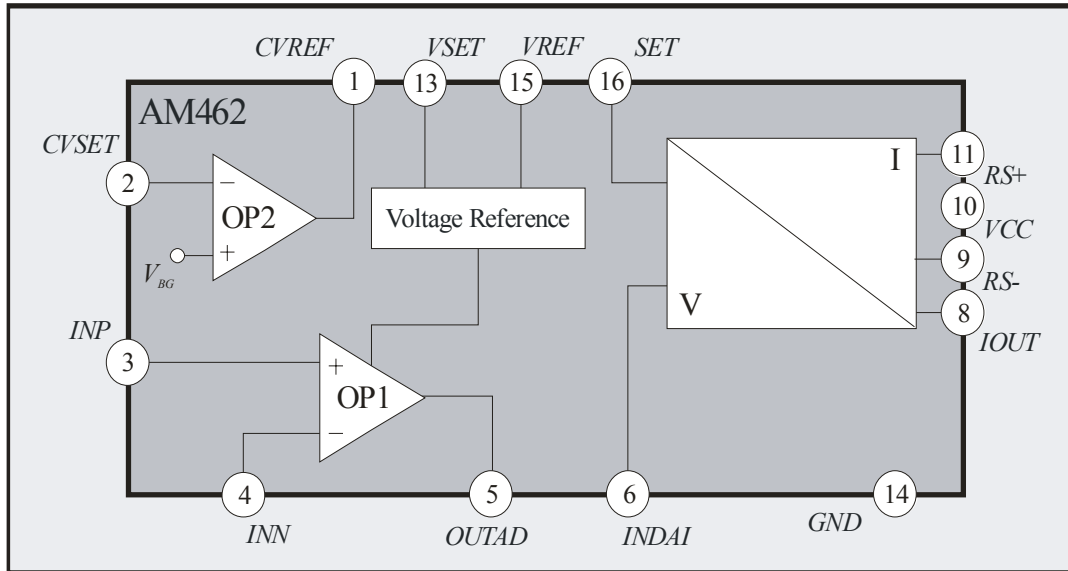 CVREF VSET VREF SET
1 13 15 16
AM462
CVSET
2
−
OP2
+
V_BG
Voltage Reference
I
V
11
RS+
10
VCC
9
RS-
8
IOUT
INP
3
+
OP1
−
4 5 6 14
INN OUTAD INDAI GND